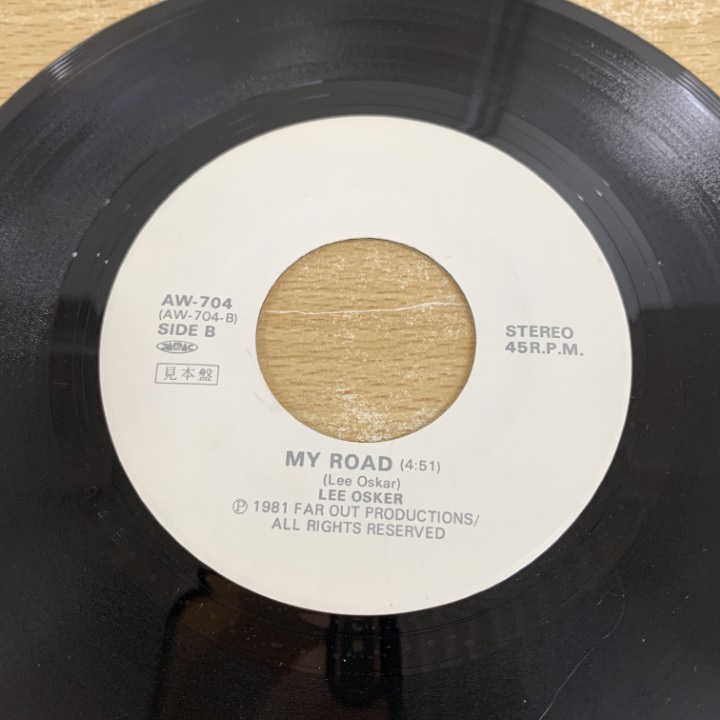 AW-704
(AW-704-B)
SIDE B
JASRAC
見本盤
STEREO
45R.P.M.
MY ROAD (4:51)
(Lee Oskar)
LEE OSKER
Ⓟ 1981 FAR OUT PRODUCTIONS/
ALL RIGHTS RESERVED